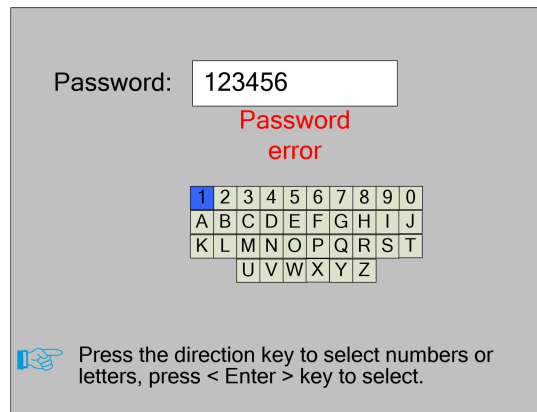 Password: 123456
Password
error
1 2 3 4 5 6 7 8 9 0
A B C D E F G H I J
K L M N O P Q R S T
U V W X Y Z
Press the direction key to select numbers or
letters, press < Enter > key to select.